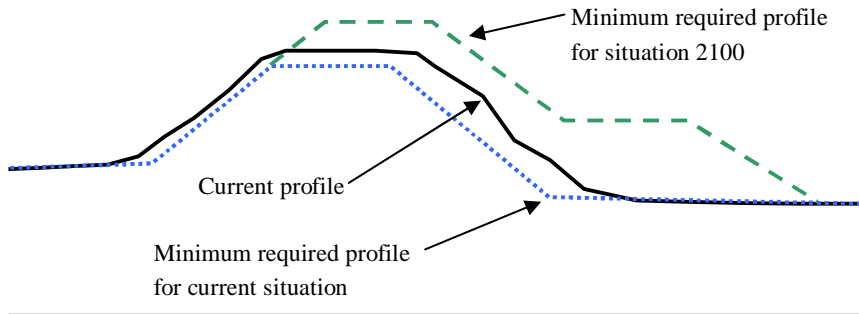 Minimum required profile
for situation 2100
Current profile
Minimum required profile
for current situation